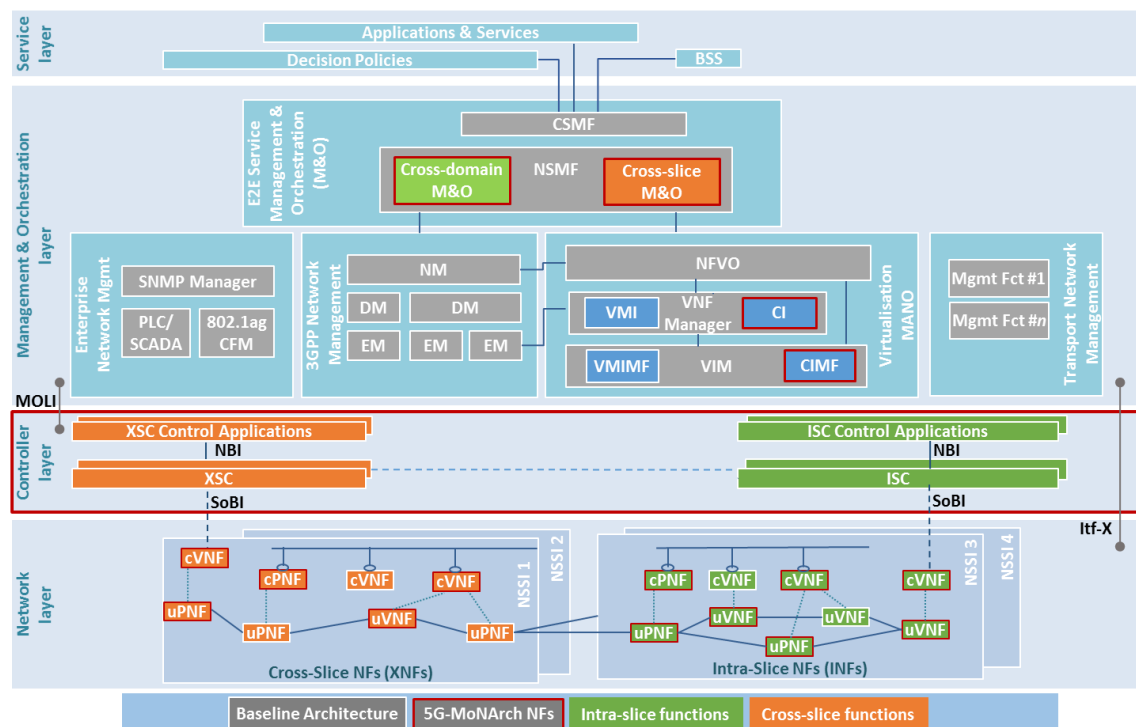 Service
layer
Applications & Services
Decision Policies
BSS
Management & Orchestration
layer
E2E Service
Management &
Orchestration
(M&O)
CSMF
Cross-domain
M&O
NSMF
Cross-slice
M&O
Enterprise
Network Mgmt
SNMP Manager
PLC/
SCADA
802.1ag
CFM
3GPP Network
Management
NM
DM
DM
EM
EM
EM
NFVO
VMI
VNF
Manager
CI
VMIMF
VIM
CIMF
Virtualisation
MANO
Mgmt Fct #1
Mgmt Fct #n
Transport Network
Management
MOLI
Controller
layer
XSC Control Applications
NBI
XSC
SoBI
ISC Control Applications
NBI
ISC
SoBI
Itf-X
Network
layer
cVNF
cPNF
cVNF
cVNF
uPNF
uPNF
uVNF
uPNF
NSSI 1
NSSI 2
Cross-Slice NFs (XNFs)
cPNF
cVNF
cVNF
cVNF
uPNF
uVNF
uPNF
uVNF
uVNF
NSSI 3
NSSI 4
Intra-Slice NFs (INFs)
Baseline Architecture
5G-MoNArch NFs
Intra-slice functions
Cross-slice functions